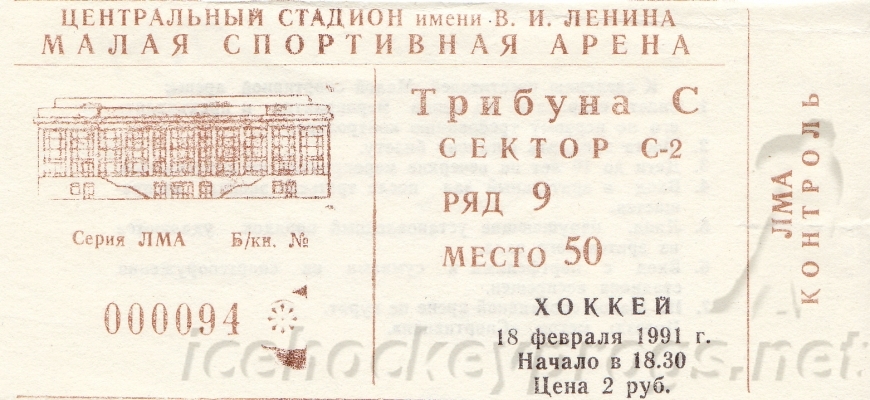 ЦЕНТРАЛЬНЫЙ СТАДИОН имени В. И. ЛЕНИНА
МАЛАЯ СПОРТИВНАЯ АРЕНА
Трибуна С
СЕКТОР С-2
РЯД 9
МЕСТО 50
Серия ЛМА Б/кн. №
000094
ХОККЕЙ
18 февраля 1991 г.
Начало в 18.30
Цена 2 руб.
ЛМА
КОНТРОЛЬ
icehockeyprogs.net